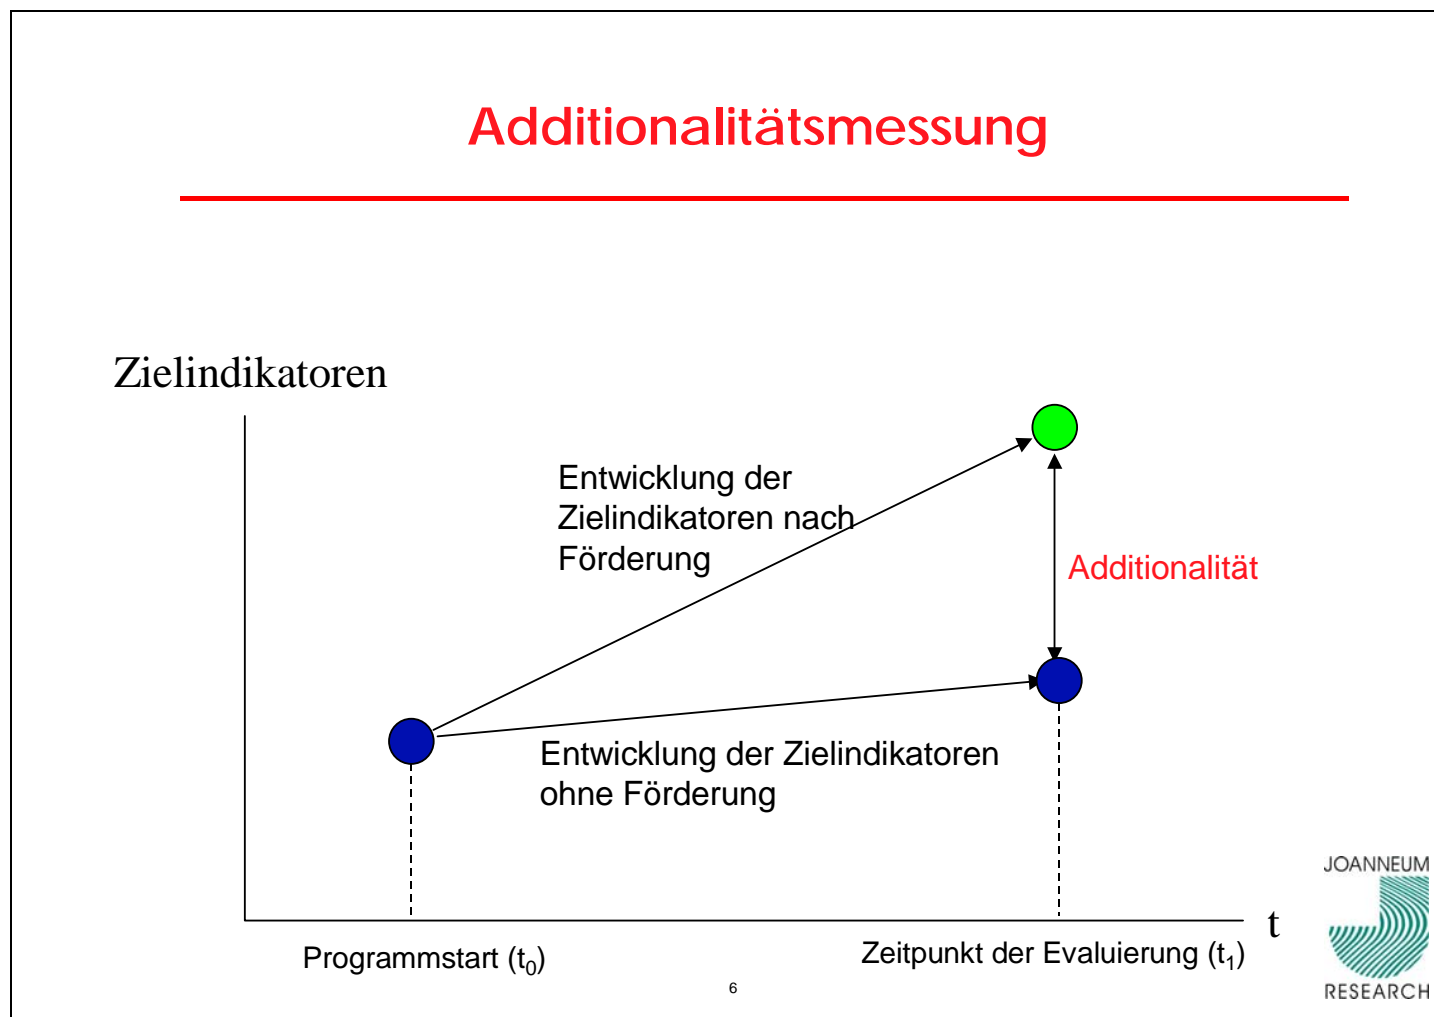 Additionalitätsmessung
Zielindikatoren
Entwicklung der
Zielindikatoren nach
Förderung
Additionalität
Entwicklung der Zielindikatoren
ohne Förderung
t
Programmstart (t₀)
Zeitpunkt der Evaluierung (t₁)
6
JOANNEUM
RESEARCH